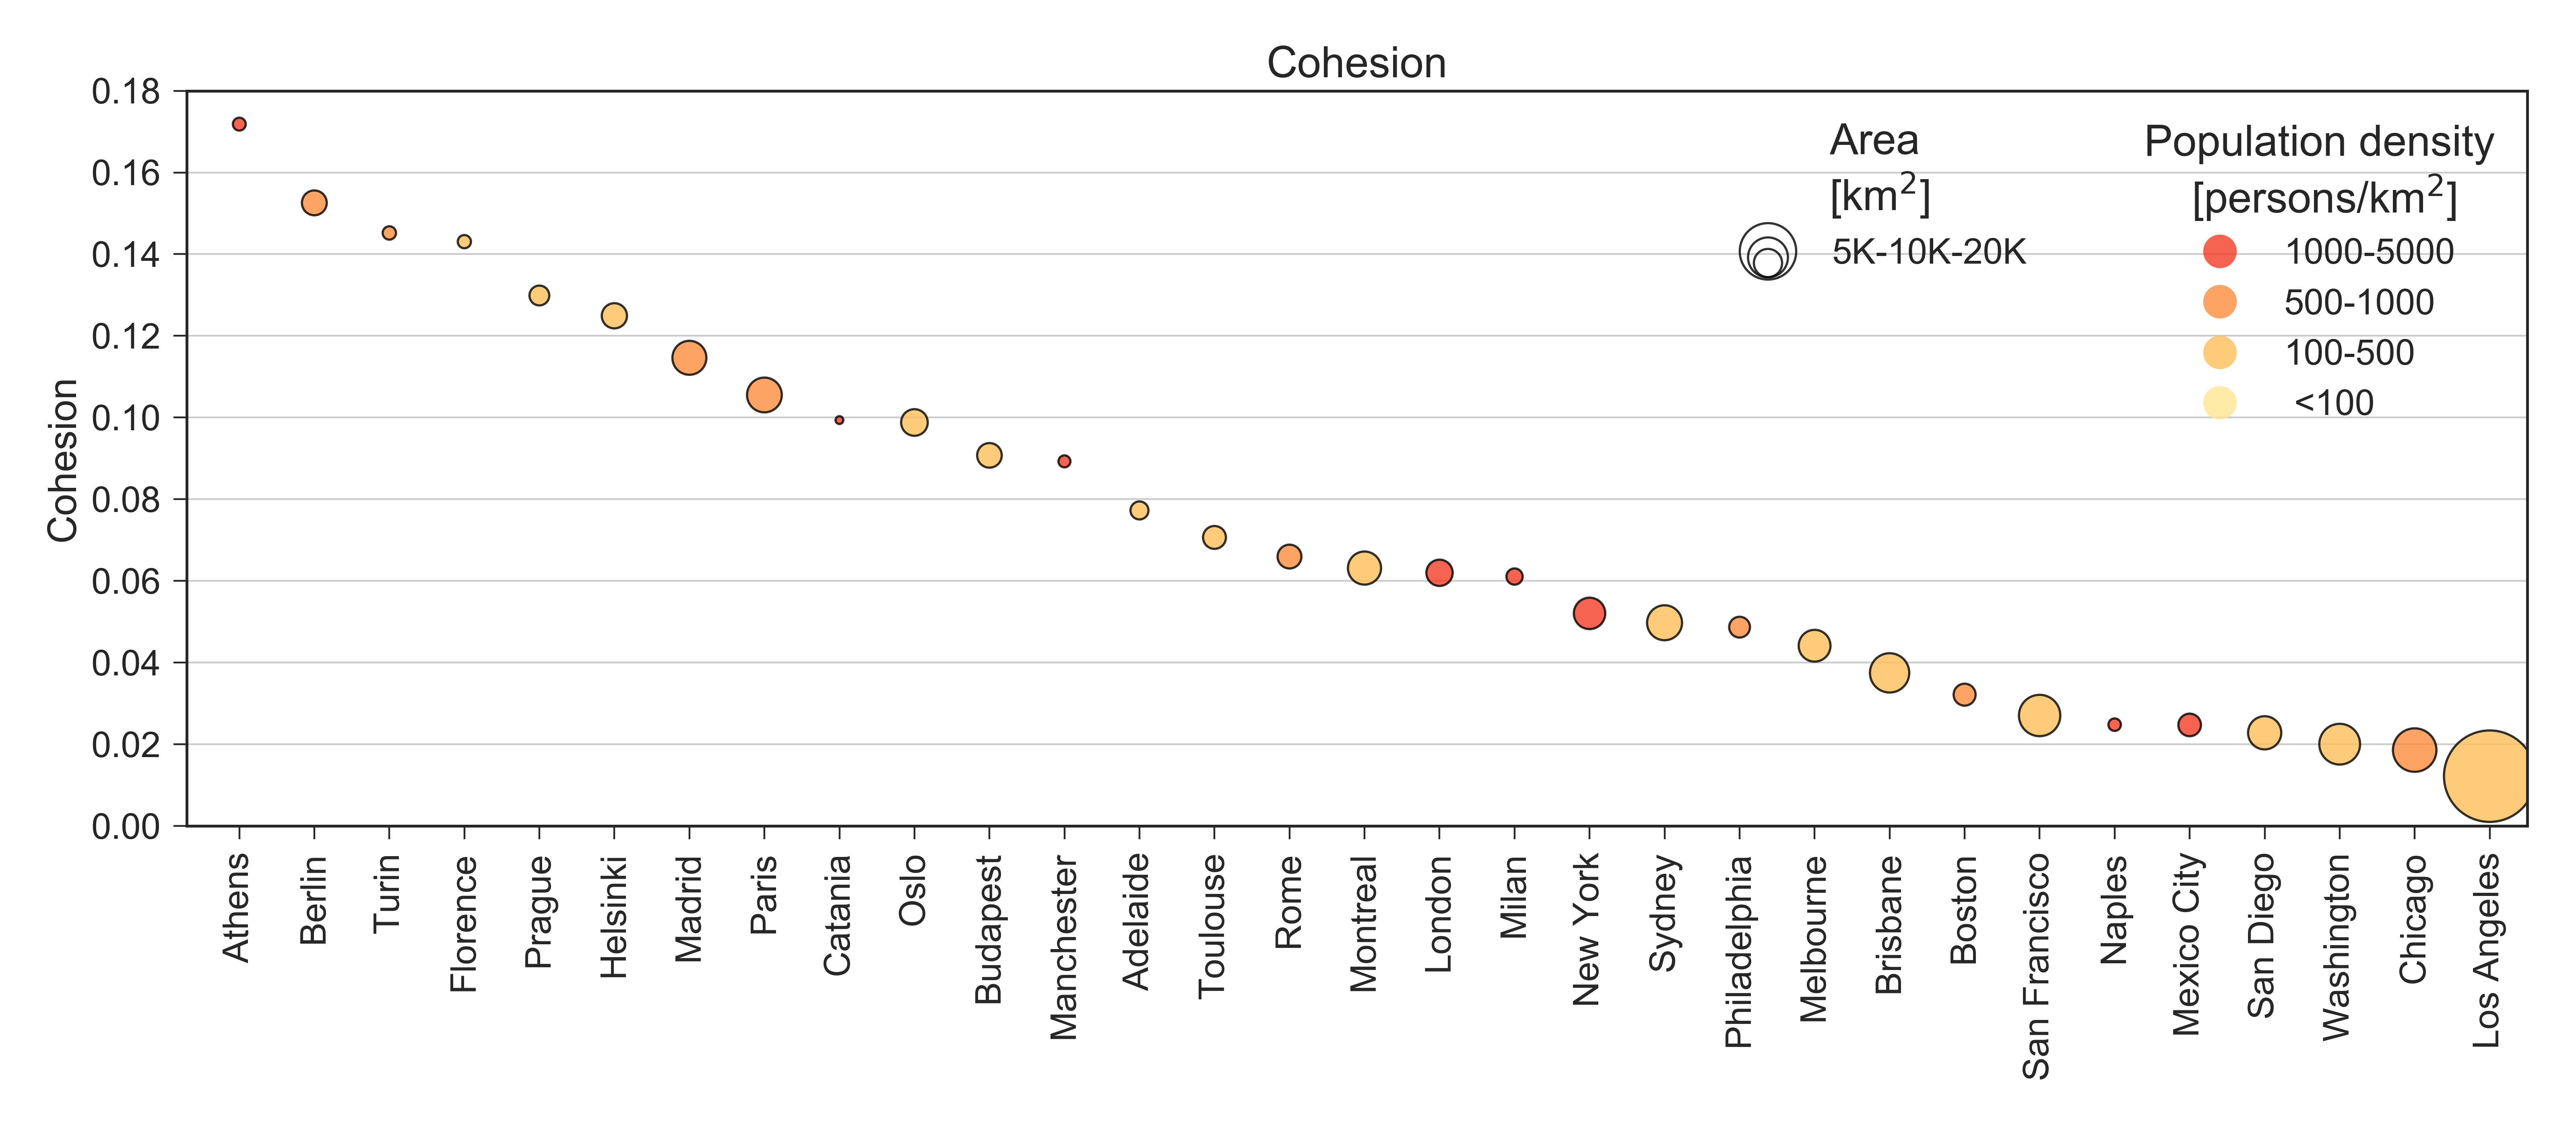 Cohesion
Cohesion
0.18
0.16
0.14
0.12
0.10
0.08
0.06
0.04
0.02
0.00
Area
[km²]
5K-10K-20K
Population density
[persons/km²]
1000-5000
500-1000
100-500
<100
Athens
Berlin
Turin
Florence
Prague
Helsinki
Madrid
Paris
Catania
Oslo
Budapest
Manchester
Adelaide
Toulouse
Rome
Montreal
London
Milan
New York
Sydney
Philadelphia
Melbourne
Brisbane
Boston
San Francisco
Naples
Mexico City
San Diego
Washington
Chicago
Los Angeles